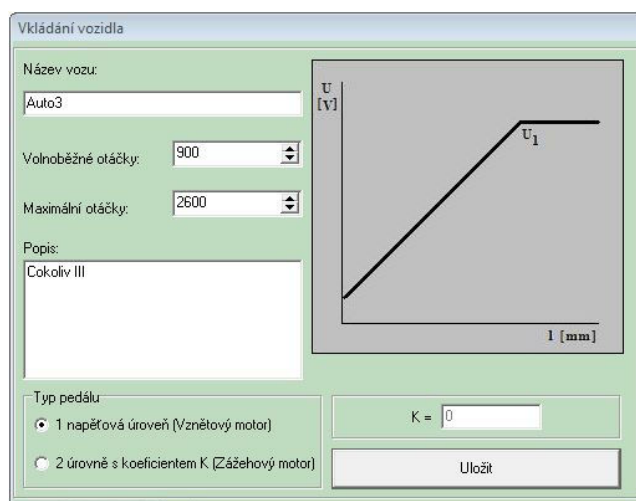 Vkládání vozidla
Název vozu:
Auto3
Volnoběžné otáčky:
900
Maximální otáčky:
2600
Popis:
Cokoliv III
U
[V]
U1
l [mm]
Typ pedálu
1 napěťová úroveň (Vznětový motor)
2 úrovně s koeficientem K (Zážehový motor)
K =
0
Uložit